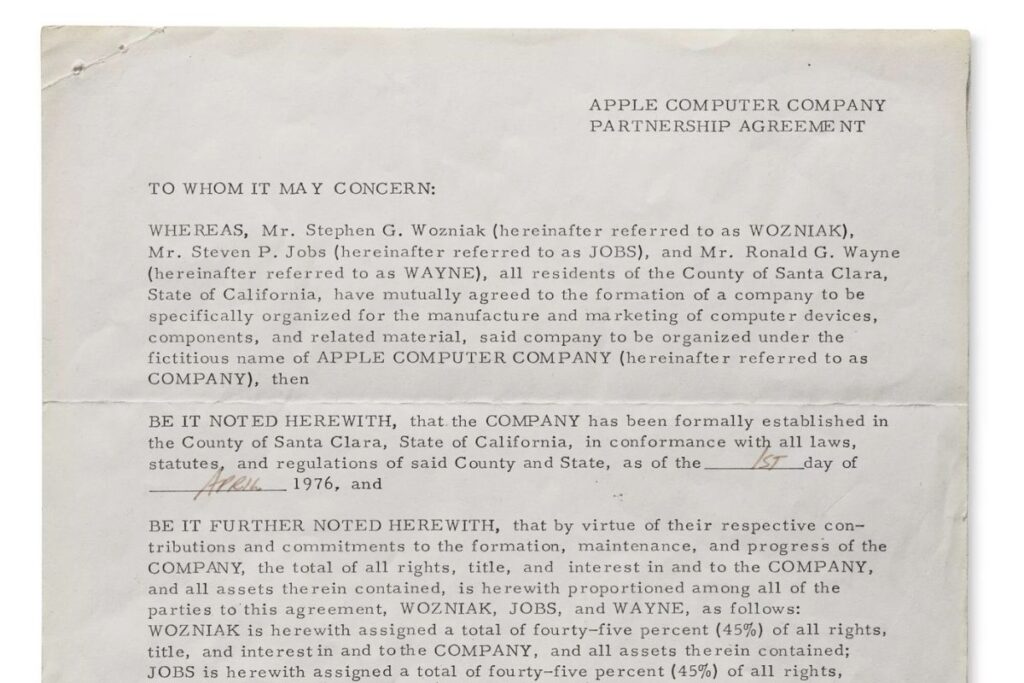 APPLE COMPUTER COMPANY
PARTNERSHIP AGREEMENT
TO WHOM IT MAY CONCERN:
WHEREAS, Mr. Stephen G. Wozniak (hereinafter referred to as WOZNIAK),
Mr. Steven P. Jobs (hereinafter referred to as JOBS), and Mr. Ronald G. Wayne
(hereinafter referred to as WAYNE), all residents of the County of Santa Clara,
State of California, have mutually agreed to the formation of a company to be
specifically organized for the manufacture and marketing of computer devices,
components, and related material, said company to be organized under the
fictitious name of APPLE COMPUTER COMPANY (hereinafter referred to as
COMPANY), then
BE IT NOTED HEREWITH, that the COMPANY has been formally established in
the County of Santa Clara, State of California, in conformance with all laws,
statutes, and regulations of said County and State, as of the 1ST day of
APRIL 1976, and
BE IT FURTHER NOTED HEREWITH, that by virtue of their respective con-
tributions and commitments to the formation, maintenance, and progress of the
COMPANY, the total of all rights, title, and interest in and to the COMPANY,
and all assets therein contained, is herewith proportioned among all of the
parties to this agreement, WOZNIAK, JOBS, and WAYNE, as follows:
WOZNIAK is herewith assigned a total of fourty-five percent (45%) of all rights,
title, and interest in and to the COMPANY, and all assets therein contained;
JOBS is herewith assigned a total of fourty-five percent (45%) of all rights,